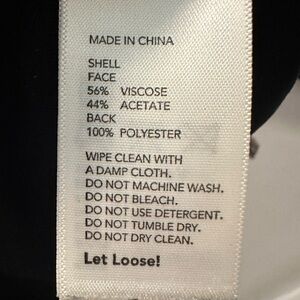 MADE IN CHINA
SHELL
FACE
56% VISCOSE
44% ACETATE
BACK
100% POLYESTER
WIPE CLEAN WITH
A DAMP CLOTH.
DO NOT MACHINE WASH.
DO NOT BLEACH.
DO NOT USE DETERGENT.
DO NOT TUMBLE DRY.
DO NOT DRY CLEAN.
Let Loose!